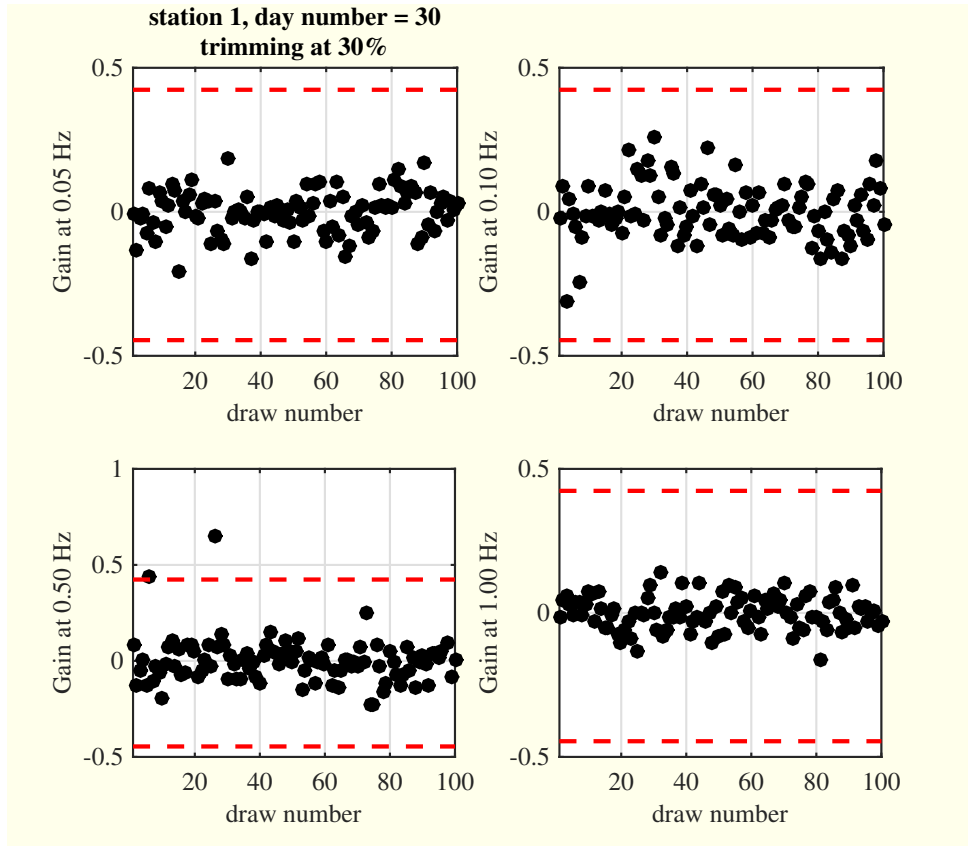 station 1, day number = 30
trimming at 30%
Gain at 0.05 Hz
0.5
0
-0.5
20 40 60 80 100
draw number
Gain at 0.10 Hz
0.5
0
-0.5
20 40 60 80 100
draw number
Gain at 0.50 Hz
1
0.5
0
-0.5
20 40 60 80 100
draw number
Gain at 1.00 Hz
0.5
0
-0.5
20 40 60 80 100
draw number